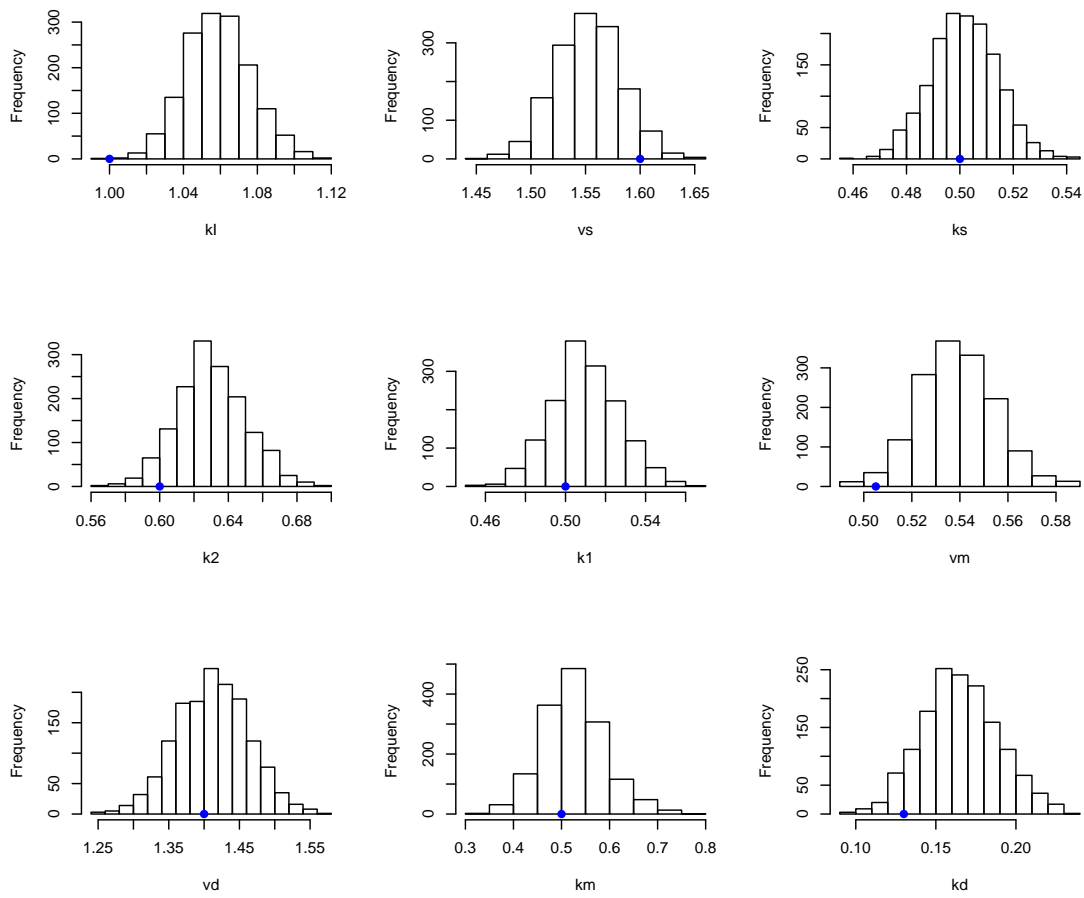 Frequency
0 100 200 300
1.00 1.04 1.08 1.12
kI
Frequency
0 100 300
1.45 1.50 1.55 1.60 1.65
vs
Frequency
0 50 150
0.46 0.48 0.50 0.52 0.54
ks
Frequency
0 100 200 300
0.56 0.60 0.64 0.68
k2
Frequency
0 100 300
0.46 0.50 0.54
k1
Frequency
0 100 200 300
0.50 0.52 0.54 0.56 0.58
vm
Frequency
0 50 150
1.25 1.35 1.45 1.55
vd
Frequency
0 200 400
0.3 0.4 0.5 0.6 0.7 0.8
km
Frequency
0 50 150 250
0.10 0.15 0.20
kd